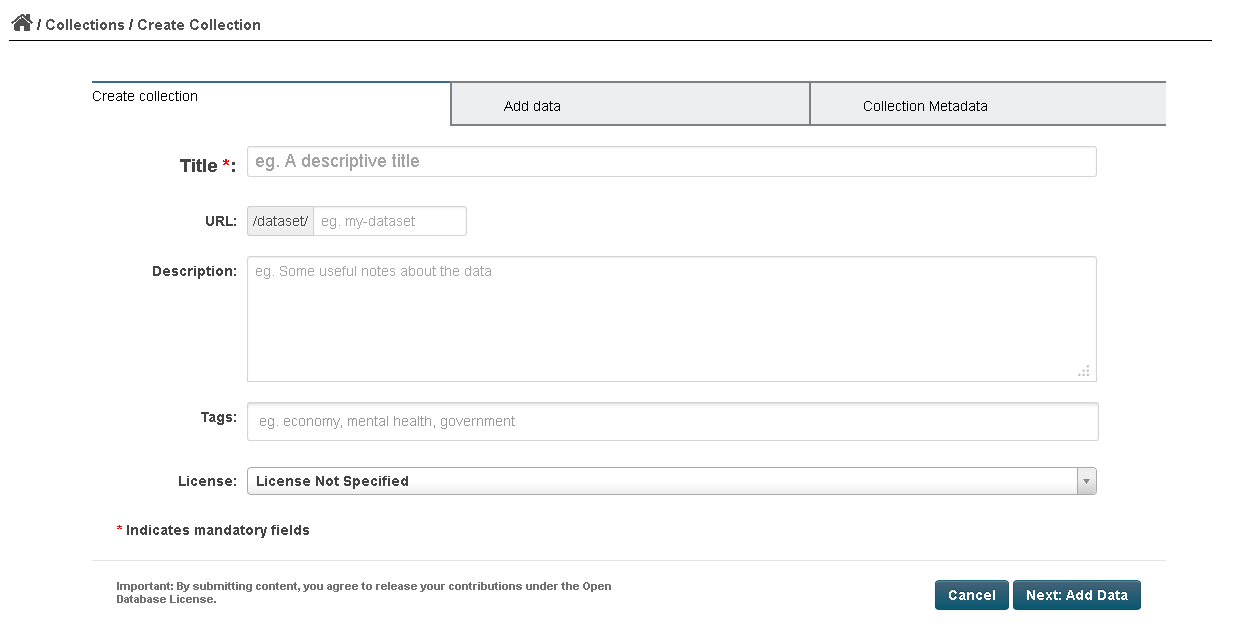 / Collections / Create Collection
Create collection
Add data
Collection Metadata
Title *: eg. A descriptive title
URL: /dataset/ eg. my-dataset
Description: eg. Some useful notes about the data
Tags: eg. economy, mental health, government
License: License Not Specified
* Indicates mandatory fields
Important: By submitting content, you agree to release your contributions under the Open
Database License.
Cancel Next: Add Data